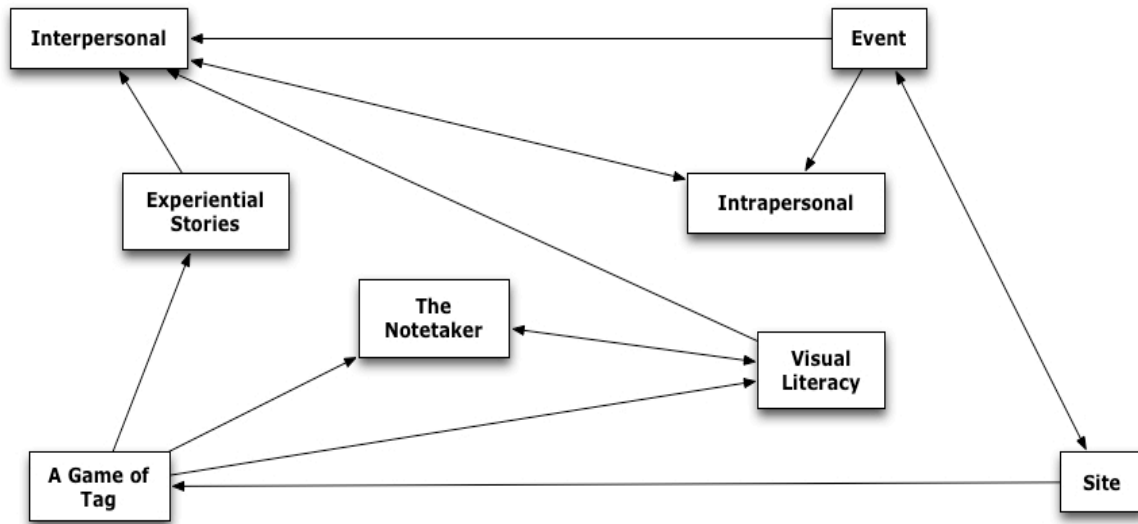 Interpersonal
Event
Experiential
Stories
Intrapersonal
The
Notetaker
Visual
Literacy
A Game of
Tag
Site